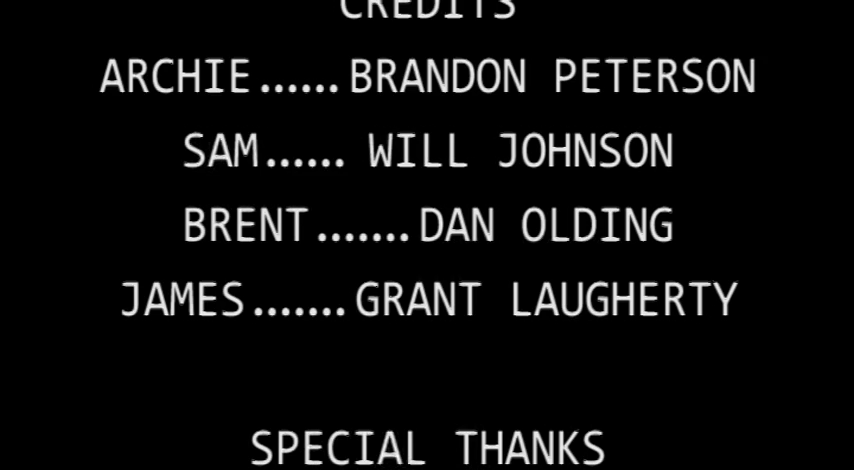 CREDITS
ARCHIE......BRANDON PETERSON
SAM...... WILL JOHNSON
BRENT.......DAN OLDING
JAMES.......GRANT LAUGHERTY
SPECIAL THANKS